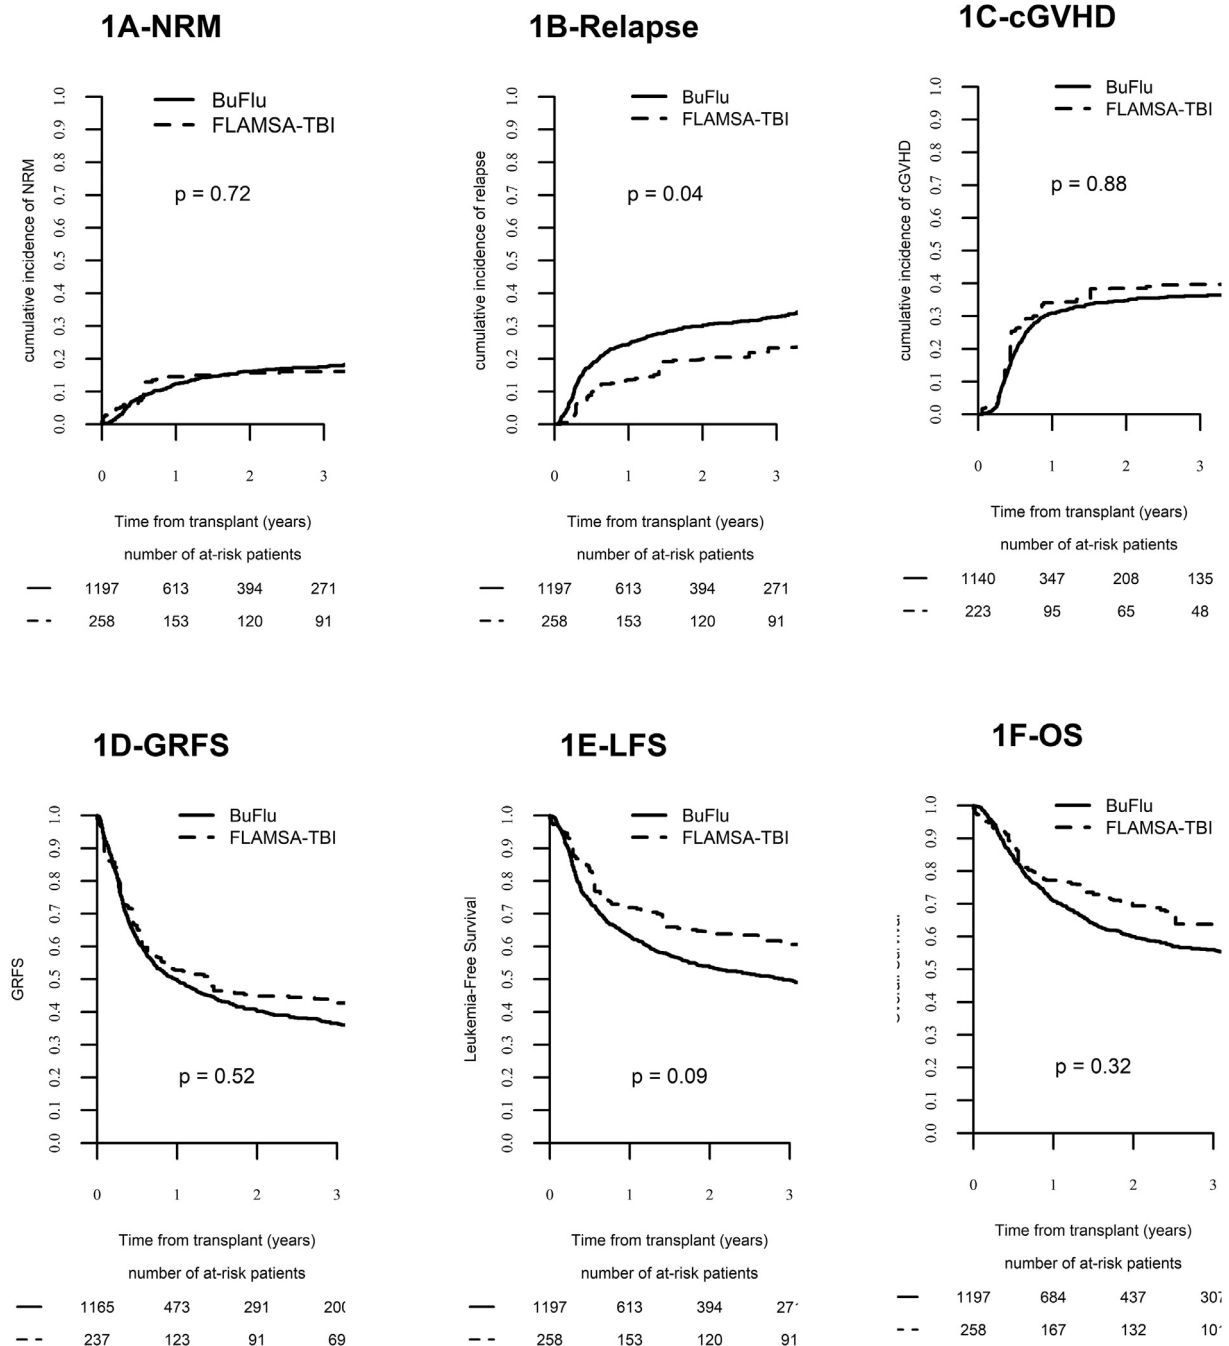 1A-NRM
BuFlu
FLAMSA-TBI
p = 0.72
cumulative incidence of NRM
0.0 0.1 0.2 0.3 0.4 0.5 0.6 0.7 0.8 0.9 1.0
0 1 2 3
Time from transplant (years)
number of at-risk patients
1197 613 394 271
258 153 120 91
1B-Relapse
BuFlu
FLAMSA-TBI
p = 0.04
cumulative incidence of relapse
0.0 0.1 0.2 0.3 0.4 0.5 0.6 0.7 0.8 0.9 1.0
0 1 2 3
Time from transplant (years)
number of at-risk patients
1197 613 394 271
258 153 120 91
1C-cGVHD
BuFlu
FLAMSA-TBI
p = 0.88
cumulative incidence of cGVHD
0.0 0.1 0.2 0.3 0.4 0.5 0.6 0.7 0.8 0.9 1.0
0 1 2 3
Time from transplant (years)
number of at-risk patients
1140 347 208 135
223 95 65 48
1D-GRFS
BuFlu
FLAMSA-TBI
p = 0.52
GRFS
0.0 0.1 0.2 0.3 0.4 0.5 0.6 0.7 0.8 0.9 1.0
0 1 2 3
Time from transplant (years)
number of at-risk patients
1165 473 291 200
237 123 91 69
1E-LFS
BuFlu
FLAMSA-TBI
p = 0.09
Leukemia-Free Survival
0.0 0.1 0.2 0.3 0.4 0.5 0.6 0.7 0.8 0.9 1.0
0 1 2 3
Time from transplant (years)
number of at-risk patients
1197 613 394 271
258 153 120 91
1F-OS
BuFlu
FLAMSA-TBI
p = 0.32
0.0 0.1 0.2 0.3 0.4 0.5 0.6 0.7 0.8 0.9 1.0
0 1 2 3
Time from transplant (years)
number of at-risk patients
1197 684 437 307
258 167 132